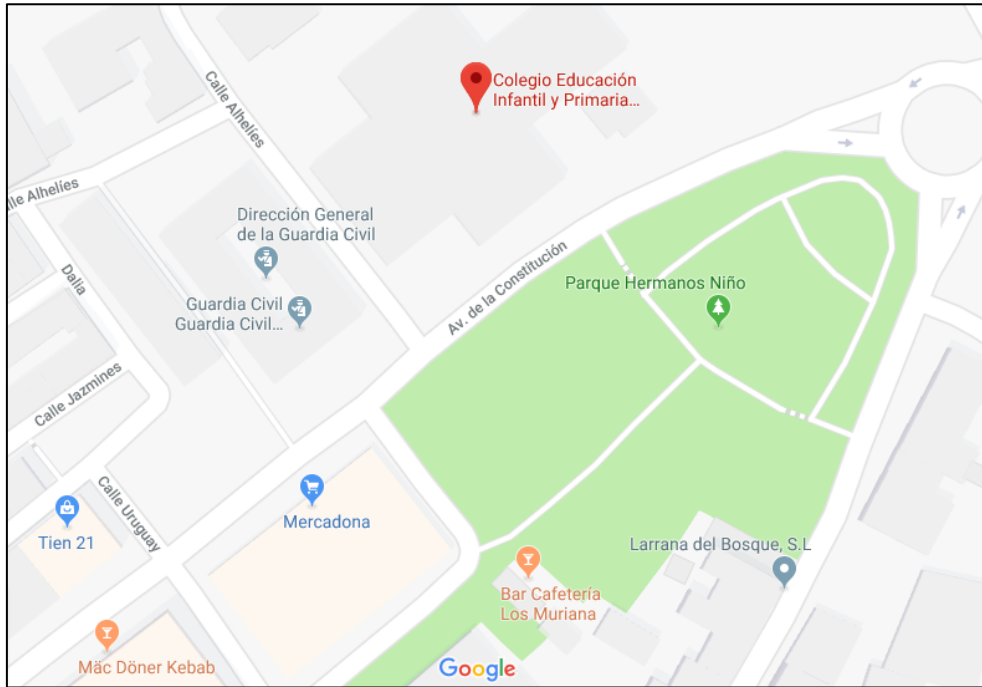 Colegio Educación
Infantil y Primaria...
Calle Alhelíes
lle Alhelíes
Dirección General
de la Guardia Civil
Av. de la Constitución
Dalia
Parque Hermanos Niño
Guardia Civil
Guardia Civil...
Calle Jazmines
Calle Uruguay
Mercadona
Tien 21
Larrana del Bosque, S.L
Bar Cafetería
Los Muriana
Mäc Döner Kebab
Google